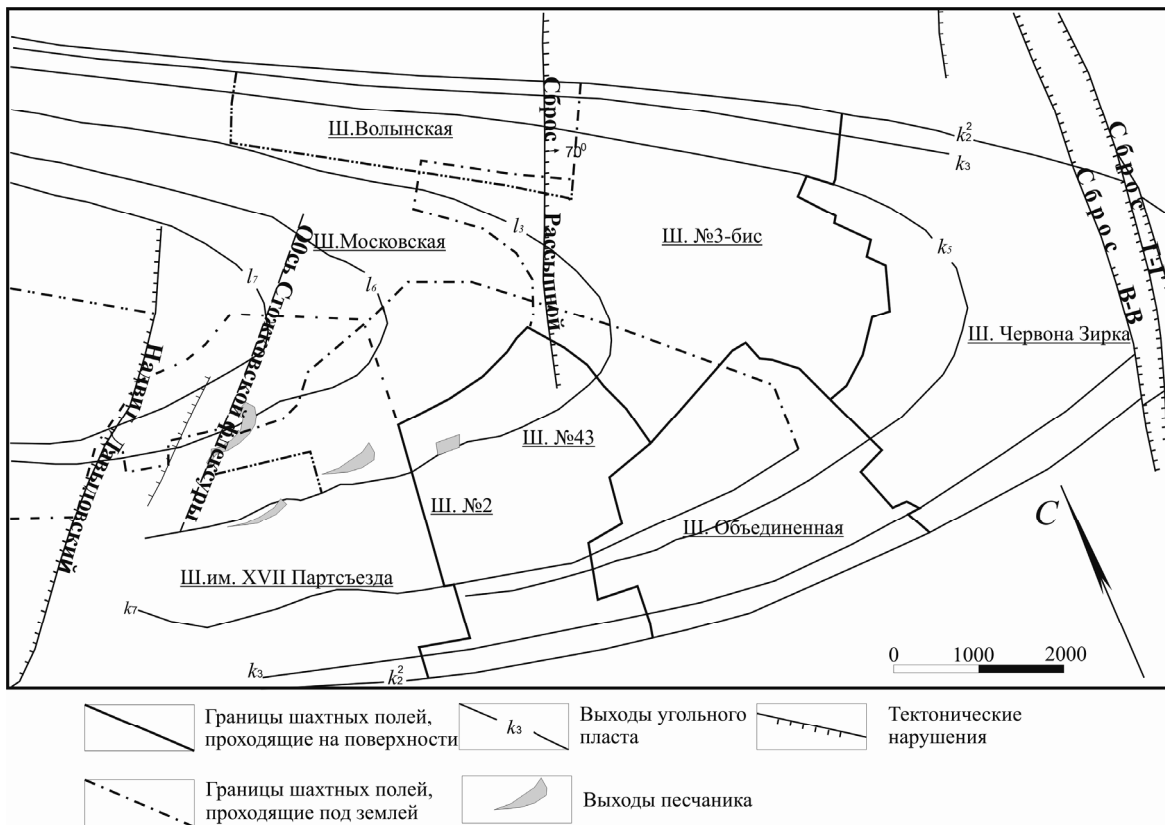 Ш.Волынская
Сброс
70⁰
Рассыпной
k₂²
k₃
Ш.Московская
l₃
Ш. №3-бис
k₅
l₇
l₆
Ось Стожковской флексуры
Надвиг Давыдовский
Сброс Г-Г
Сброс В-В
Ш. Червона Зирка
Ш. №43
Ш. №2
Ш. Объединенная
Ш.им. XVII Партсъезда
k₇
k₃
k₂²
С
0 1000 2000
Границы шахтных полей,
проходящие на поверхности
k₃
Выходы угольного
пласта
Тектонические
нарушения
Границы шахтных полей,
проходящие под землей
Выходы песчаника